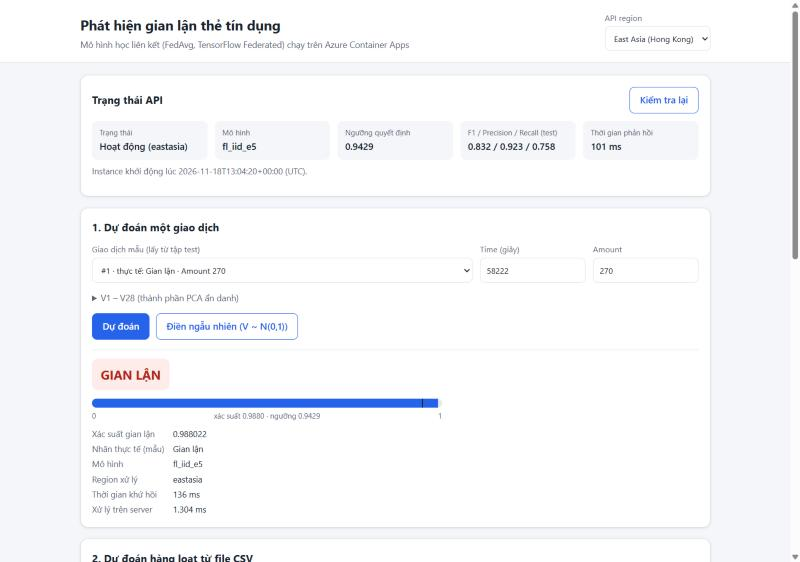 Phát hiện gian lận thẻ tín dụng
Mô hình học liên kết (FedAvg, TensorFlow Federated) chạy trên Azure Container Apps
API region
East Asia (Hong Kong)
Trạng thái API
Kiểm tra lại
Trạng thái
Hoạt động (eastasia)
Mô hình
fl_iid_e5
Ngưỡng quyết định
0.9429
F1 / Precision / Recall (test)
0.832 / 0.923 / 0.758
Thời gian phản hồi
101 ms
Instance khởi động lúc 2026-11-18T13:04:20+00:00 (UTC).
1. Dự đoán một giao dịch
Giao dịch mẫu (lấy từ tập test)
#1 · thực tế: Gian lận · Amount 270
Time (giây)
58222
Amount
270
V1 – V28 (thành phần PCA ẩn danh)
Dự đoán
Điền ngẫu nhiên (V ~ N(0,1))
GIAN LẬN
0
xác suất 0.9880 · ngưỡng 0.9429
1
Xác suất gian lận 0.988022
Nhãn thực tế (mẫu) Gian lận
Mô hình fl_iid_e5
Region xử lý eastasia
Thời gian khứ hồi 136 ms
Xử lý trên server 1.304 ms
2. Dự đoán hàng loạt từ file CSV